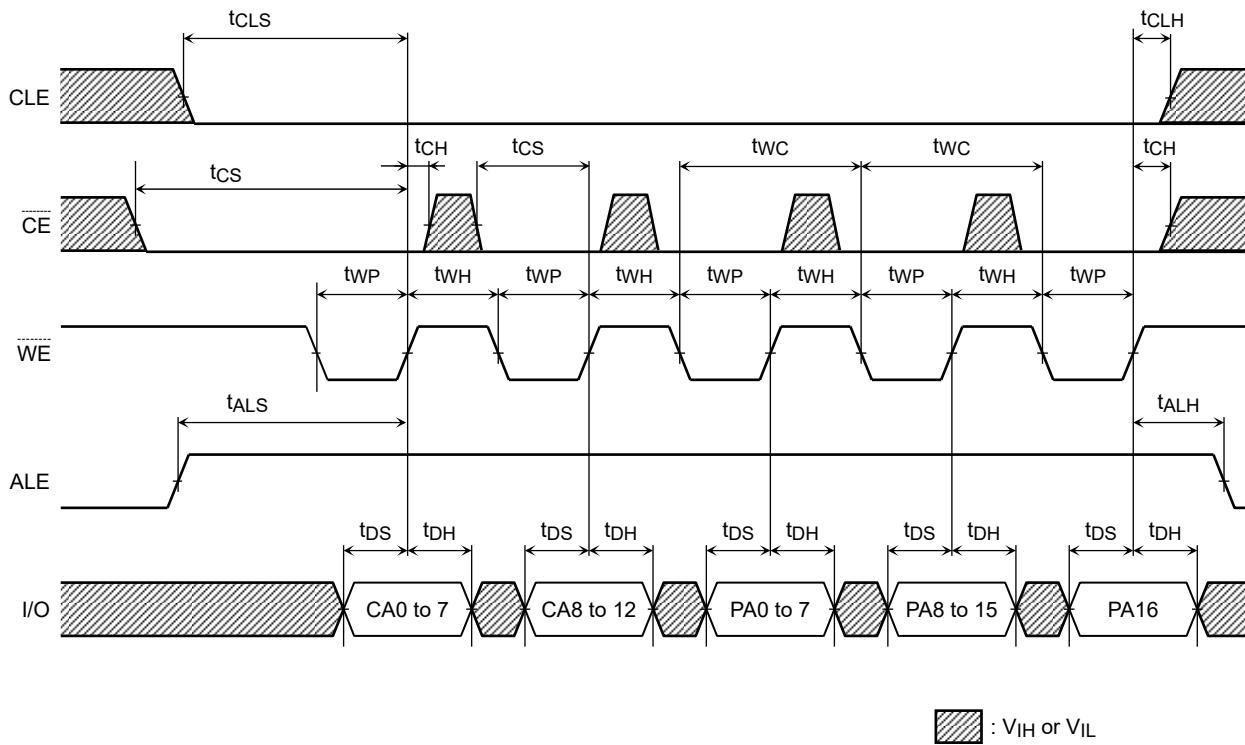 tCLS tCLH
CLE
tCH tCS tWC tWC tCH
tCS
CE
tWP tWH tWP tWH tWP tWH tWP tWH tWP
WE
tALS tALH
ALE
tDS tDH tDS tDH tDS tDH tDS tDH tDS tDH
I/O CA0 to 7 CA8 to 12 PA0 to 7 PA8 to 15 PA16
: VIH or VIL